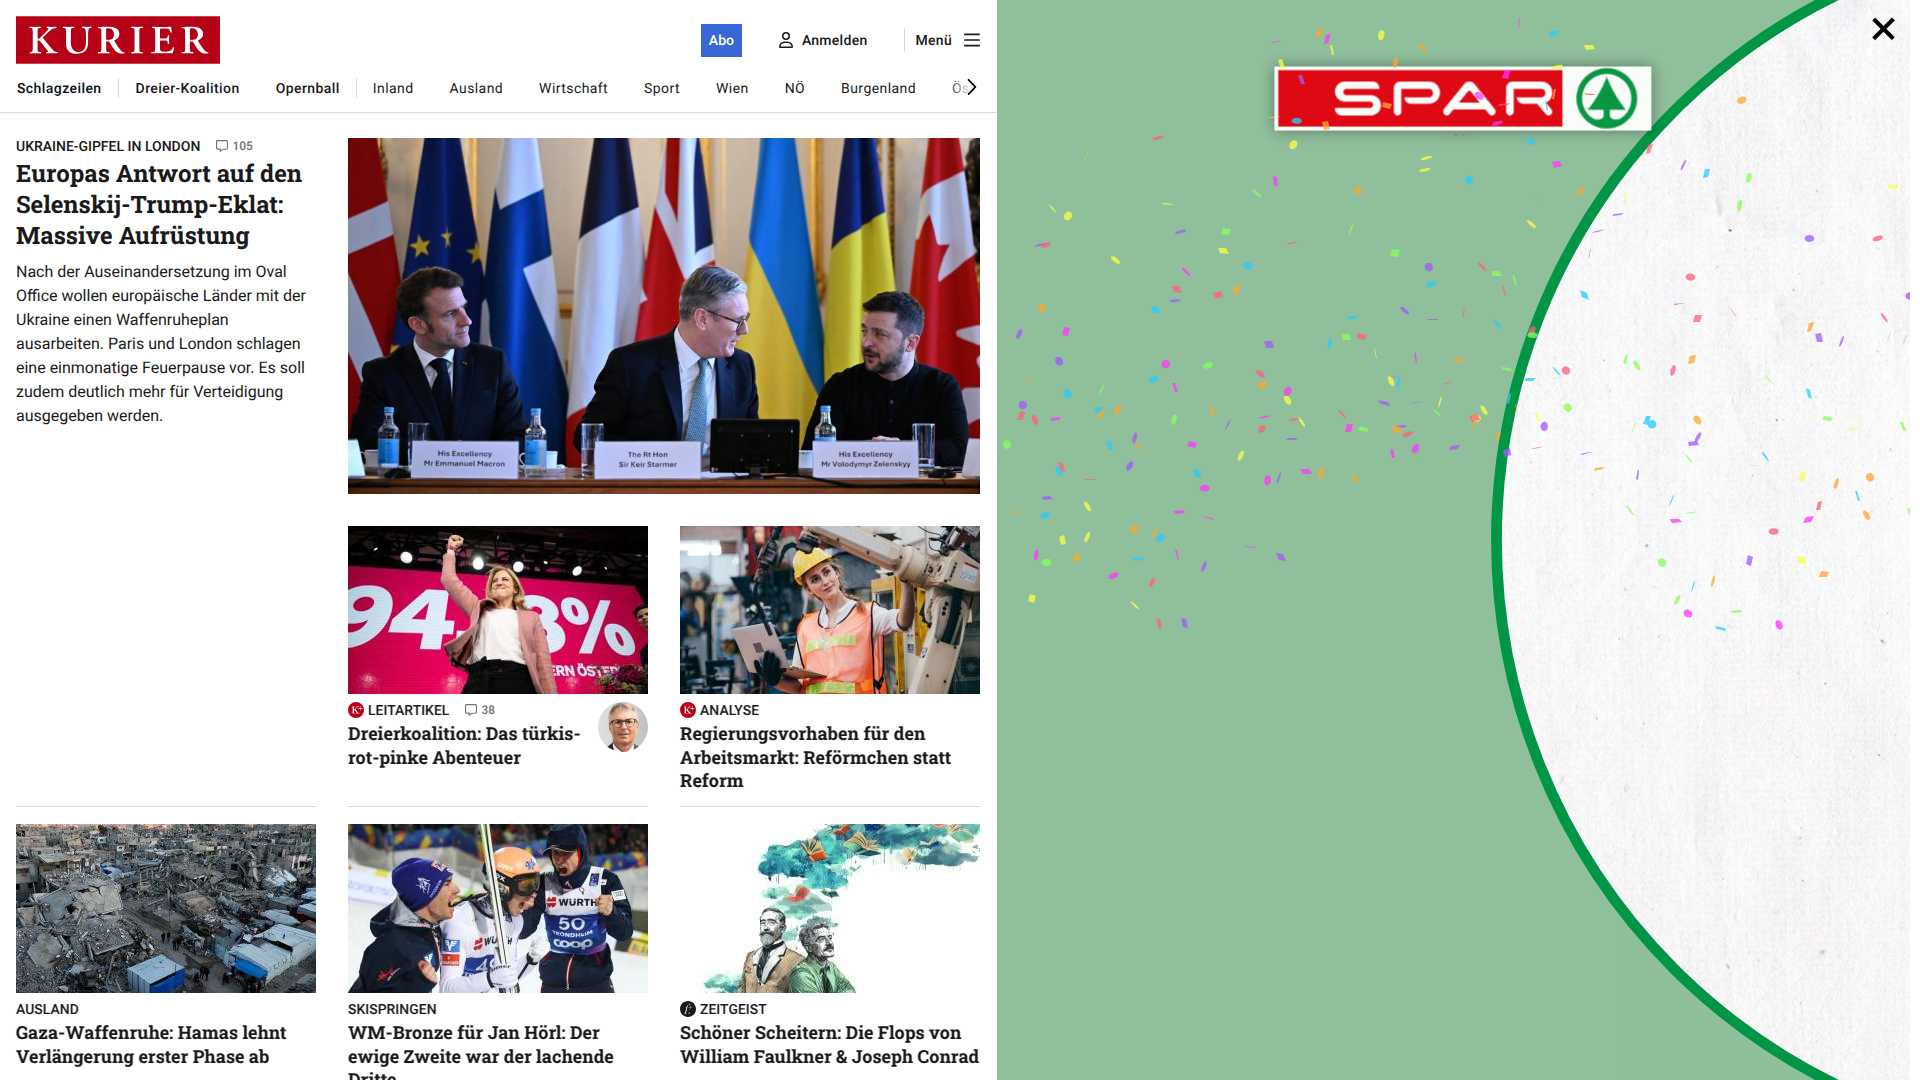 KURIER
Abo
Anmelden
Menü
Schlagzeilen
Dreier-Koalition
Opernball
Inland
Ausland
Wirtschaft
Sport
Wien
NÖ
Burgenland
SPAR
UKRAINE-GIPFEL IN LONDON 105
Europas Antwort auf den
Selenskij-Trump-Eklat:
Massive Aufrüstung
Nach der Auseinandersetzung im Oval
Office wollen europäische Länder mit der
Ukraine einen Waffenruheplan
ausarbeiten. Paris und London schlagen
eine einmonatige Feuerpause vor. Es soll
zudem deutlich mehr für Verteidigung
ausgegeben werden.
His Excellency
Mr Emmanuel Macron
The Rt Hon
Sir Keir Starmer
His Excellency
Mr Volodymyr Zelenskyy
K+ LEITARTIKEL 38
Dreierkoalition: Das türkis-
rot-pinke Abenteuer
K+ ANALYSE
Regierungsvorhaben für den
Arbeitsmarkt: Reförmchen statt
Reform
WÜRTH
50
TRONDHEIM
coop
AUSLAND
Gaza-Waffenruhe: Hamas lehnt
Verlängerung erster Phase ab
SKISPRINGEN
WM-Bronze für Jan Hörl: Der
ewige Zweite war der lachende
Dritte
ZEITGEIST
Schöner Scheitern: Die Flops von
William Faulkner & Joseph Conrad